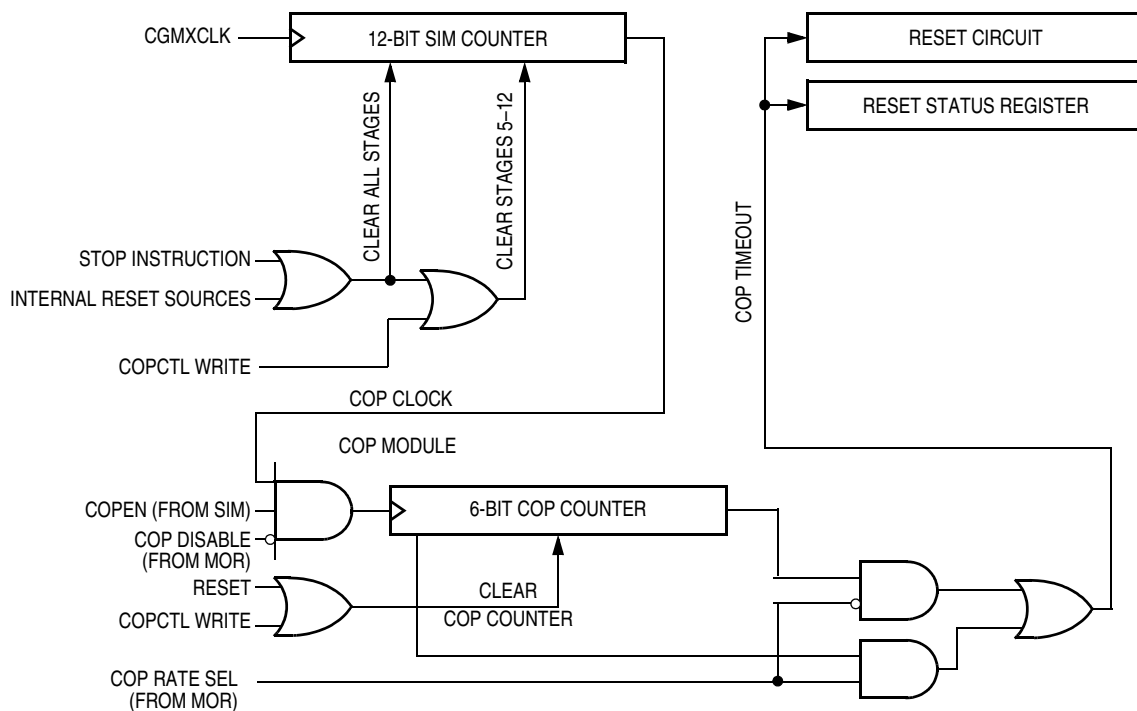 CGMXCLK
12-BIT SIM COUNTER
RESET CIRCUIT
RESET STATUS REGISTER
CLEAR ALL STAGES
CLEAR STAGES 5–12
COP TIMEOUT
STOP INSTRUCTION
INTERNAL RESET SOURCES
COPCTL WRITE
COP CLOCK
COP MODULE
COPEN (FROM SIM)
6-BIT COP COUNTER
COP DISABLE
(FROM MOR)
RESET
CLEAR
COP COUNTER
COPCTL WRITE
COP RATE SEL
(FROM MOR)